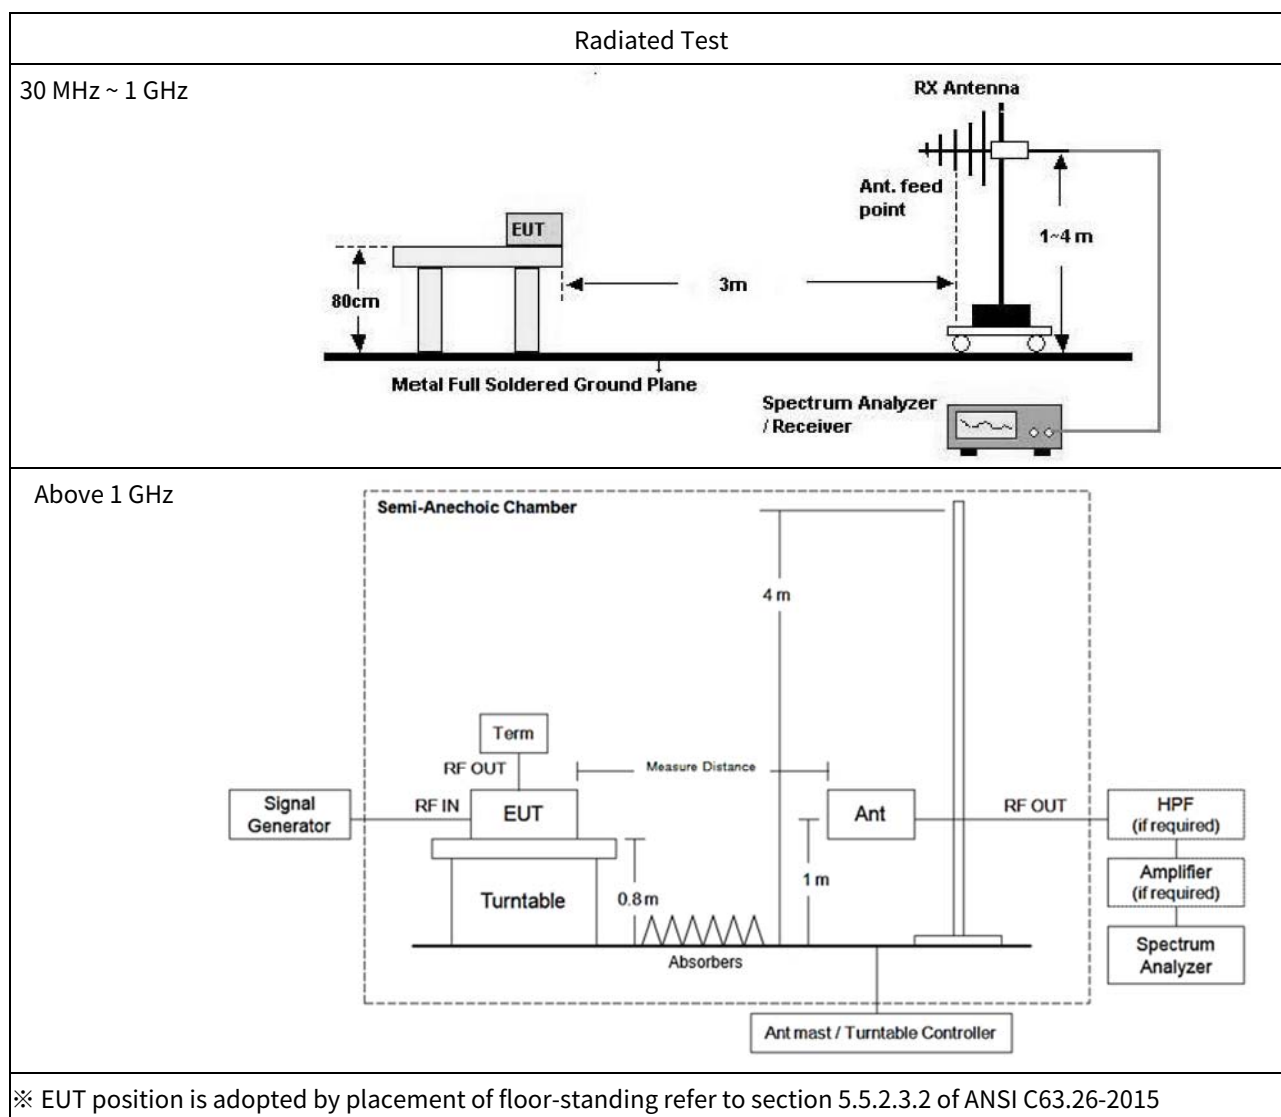 Radiated Test
30 MHz ~ 1 GHz
RX Antenna
Ant. feed
point
EUT
1~4 m
80cm
3m
Metal Full Soldered Ground Plane
Spectrum Analyzer
/ Receiver
Above 1 GHz
Semi-Anechoic Chamber
4 m
Term
RF OUT
Measure Distance
Signal
Generator
RF IN
EUT
Ant
RF OUT
HPF
(if required)
Amplifier
(if required)
Spectrum
Analyzer
1 m
Turntable
0.8 m
Absorbers
Ant mast / Turntable Controller
※ EUT position is adopted by placement of floor-standing refer to section 5.5.2.3.2 of ANSI C63.26-2015